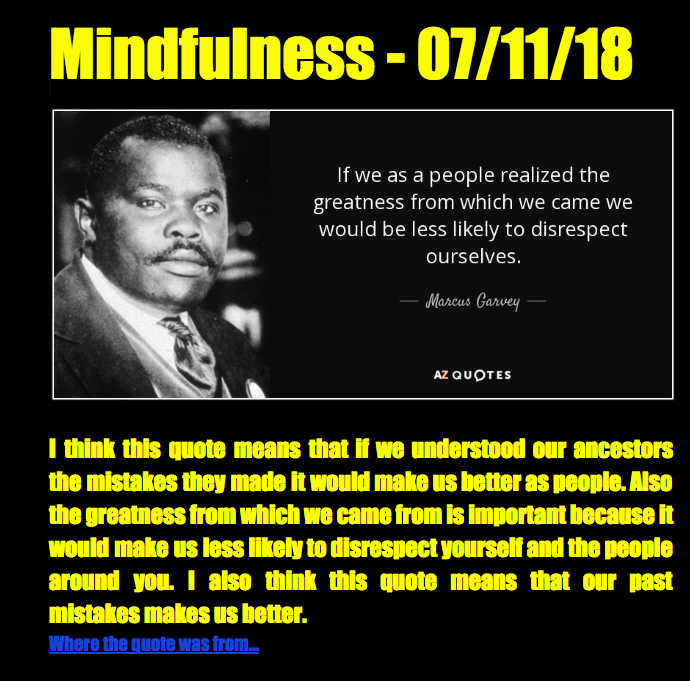 Mindfulness - 07/11/18
If we as a people realized the
greatness from which we came we
would be less likely to disrespect
ourselves.
Marcus Garvey
AZ QUOTES
I think this quote means that if we understood our ancestors
the mistakes they made it would make us better as people. Also
the greatness from which we came from is important because it
would make us less likely to disrespect yourself and the people
around you. I also think this quote means that our past
mistakes makes us better.
Where the quote was from...